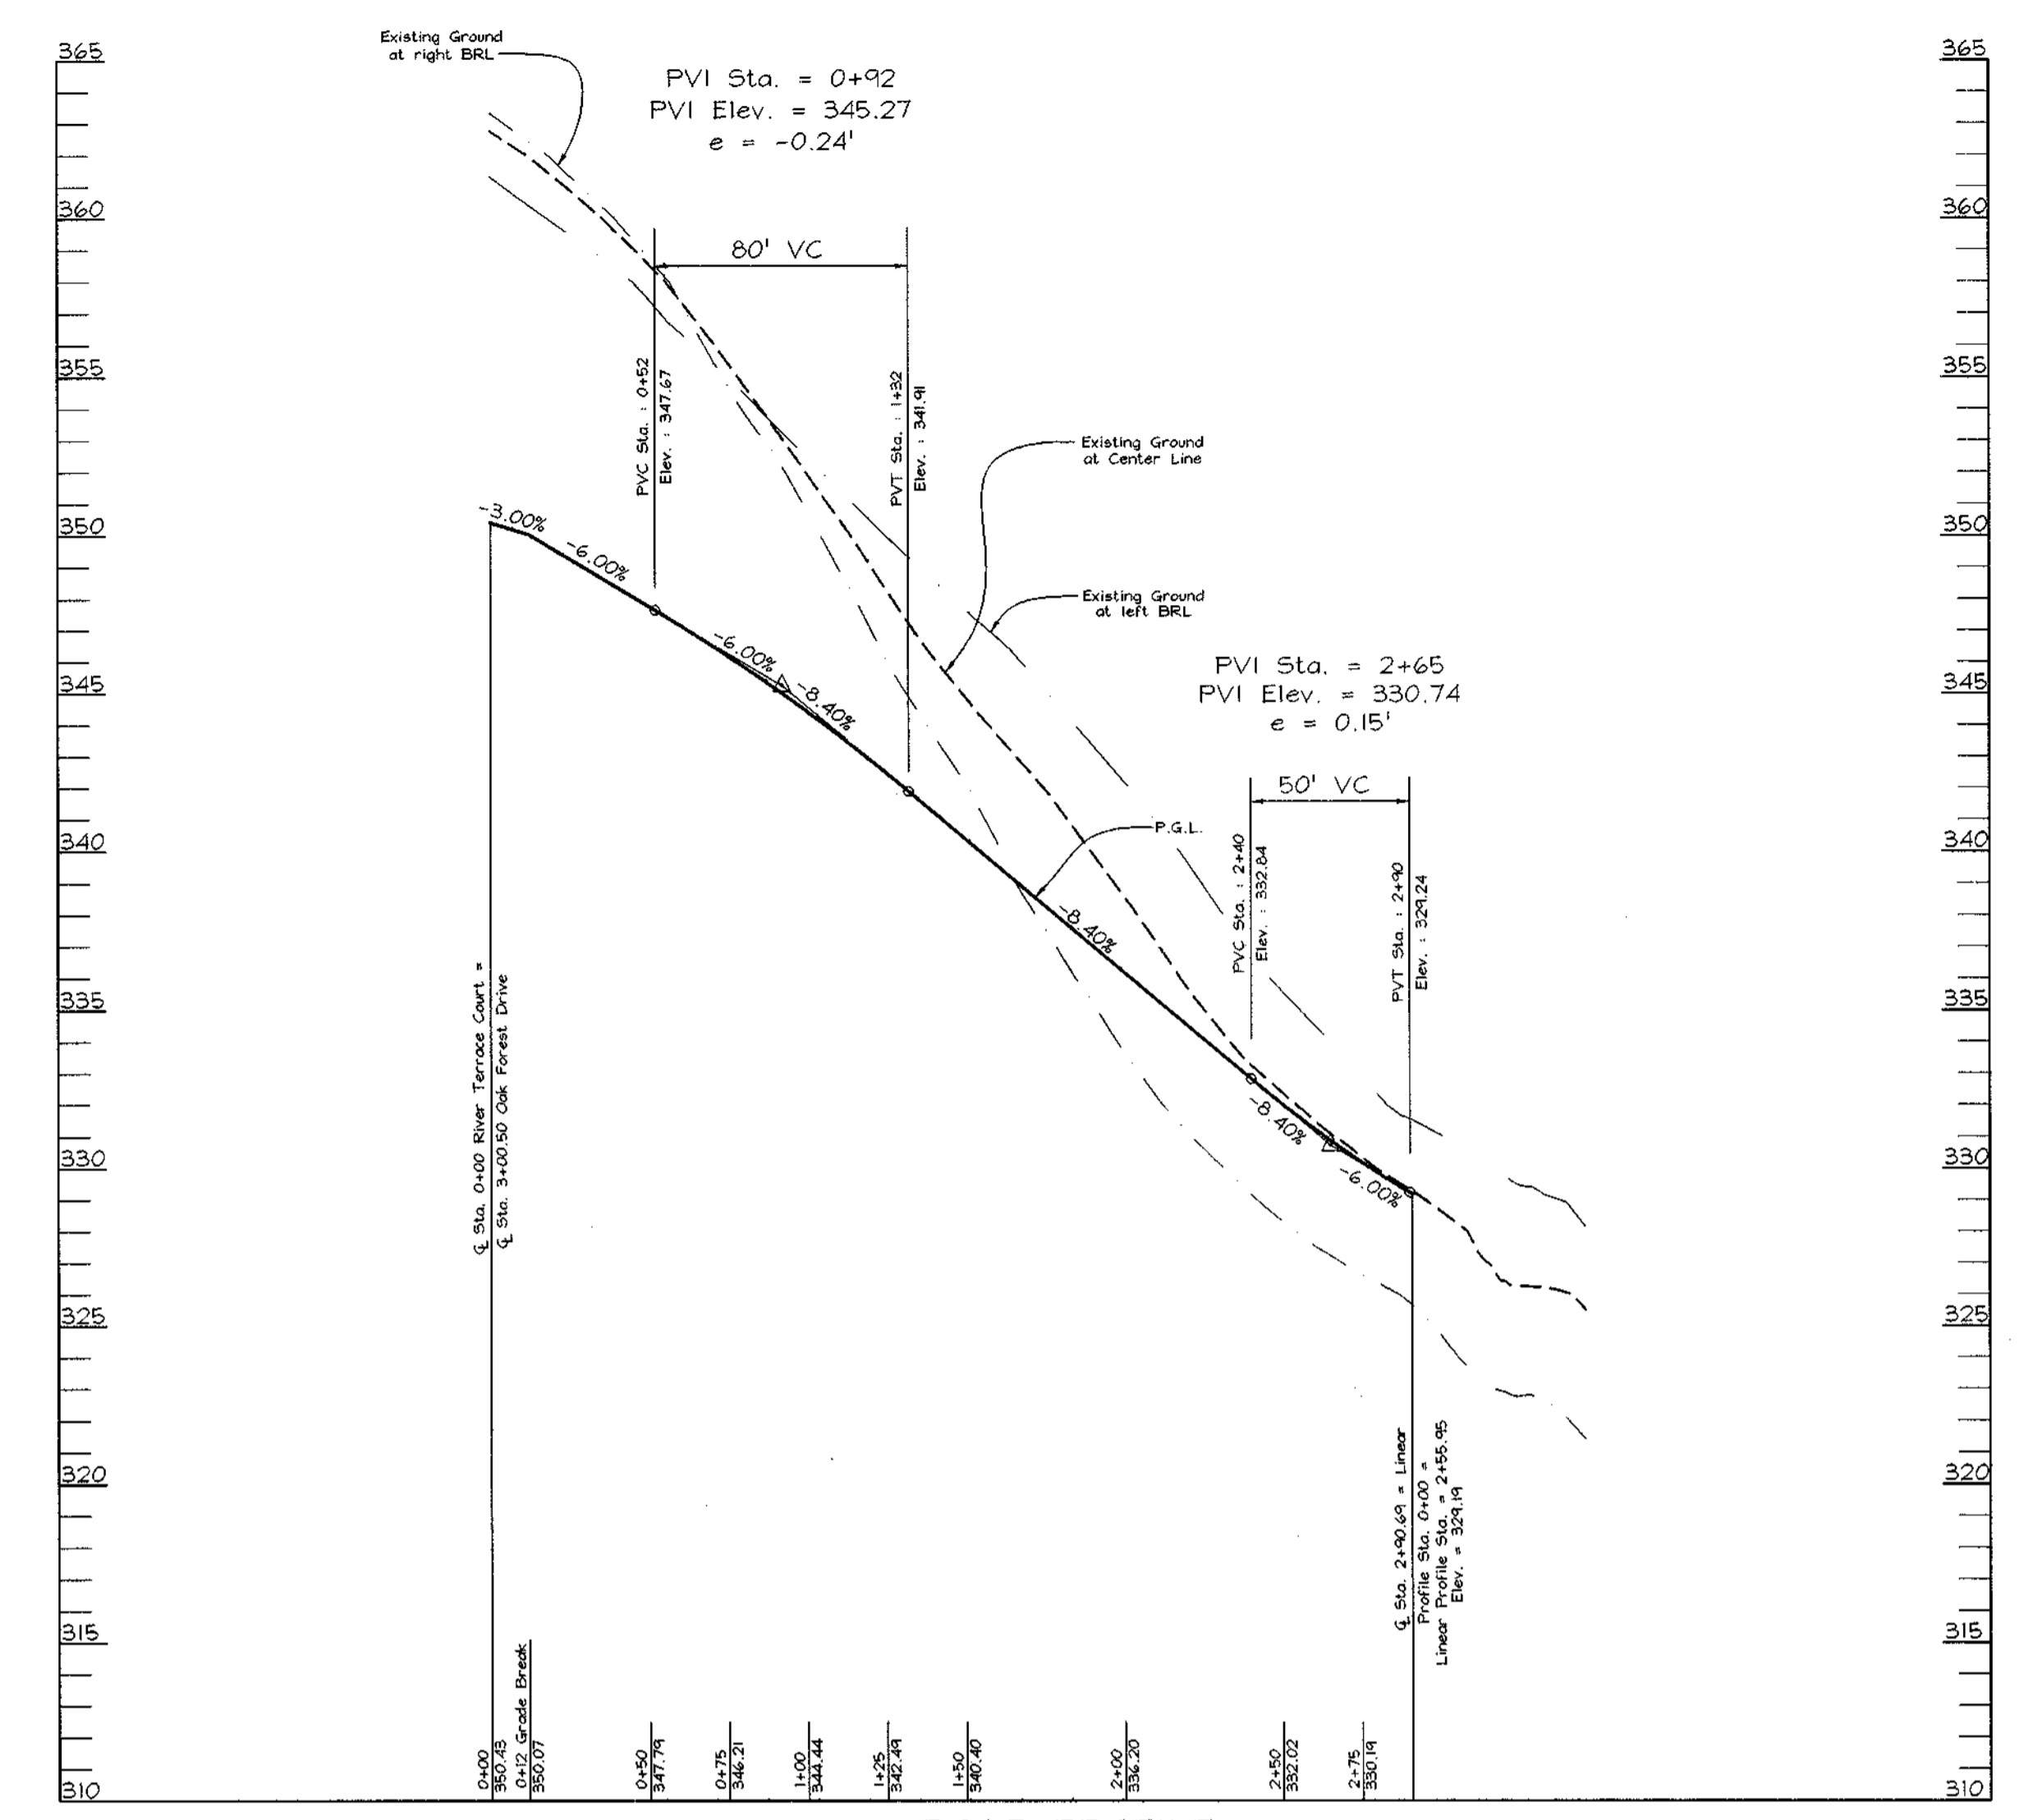 Existing Ground
at right BRL
365
365
PVI Sta. = 0+92
PVI Elev. = 345.27
e = -0.24'
360
360
80' VC
355
355
PVC Sta. : 0+52
Elev. : 347.67
PVT Sta. : 1+32
Elev. : 341.91
Existing Ground
at Center Line
350
350
-3.00%
-6.00%
Existing Ground
at left BRL
-6.00%
-8.40%
345
345
PVI Sta. = 2+65
PVI Elev. = 330.74
e = 0.15'
50' VC
P.G.L.
340
340
PVC Sta. : 2+40
Elev. : 332.84
PVT Sta. : 2+90
Elev. : 329.24
-8.40%
335
335
℄ Sta. 0+00 River Terrace Court =
℄ Sta. 3+00.50 Oak Forest Drive
-8.40%
-6.00%
330
330
325
325
320
320
℄ Sta. 2+90.69 = Linear
Profile Sta. 0+00 =
Linear Profile Sta. = 2+55.95
Elev. = 329.19
315
315
0+00
350.43
0+12 Grade Break
350.07
0+50
347.79
0+75
346.21
1+00
344.44
1+25
342.49
1+50
340.40
2+00
336.20
2+50
332.02
2+75
330.19
310
310